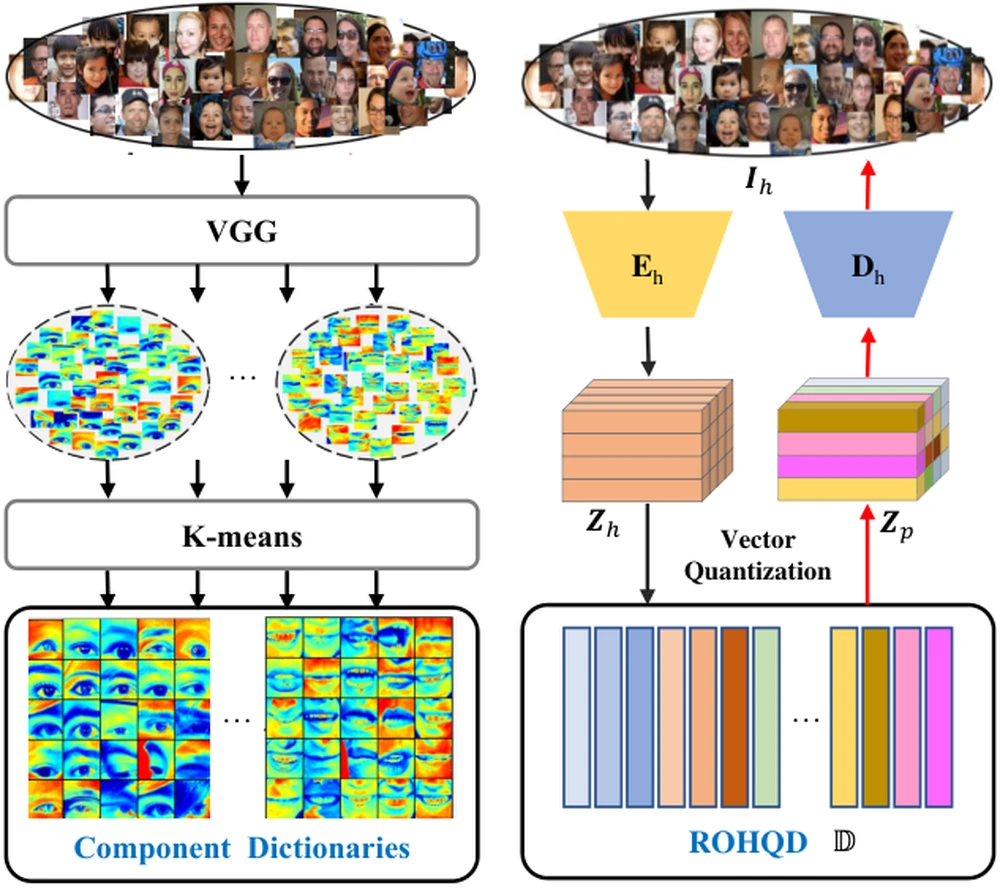 VGG
...
K-means
...
Component Dictionaries
I_h
E_h
D_h
Z_h
Z_p
Vector
Quantization
...
ROHQD 𝔻